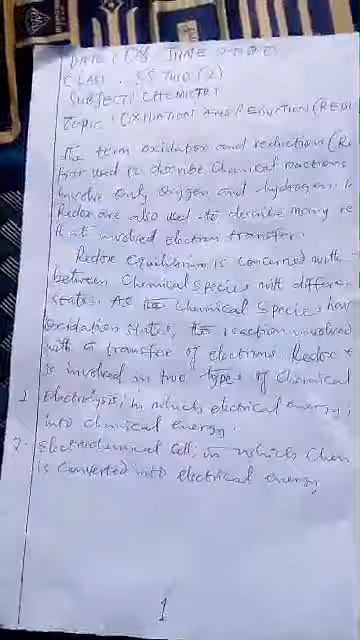 DATE: 08 JUNE
CLASS: SS TWO (2)
SUBJECT: CHEMISTRY
TOPIC: OXIDATION AND REDUCTION (RED
The term oxidation and reduction (Re
first used to describe Chemical reactions
involve only oxygen and hydrogen.
Redox are also used to describe many re
that involved electron transfer.
Redox Equilibrium is concerned with
between Chemical species with differen
states. As the Chemical species have
oxidation states, the reaction involved
with a transfer of electrons. Redox
is involved in two types of Chemical
1. Electrolysis; in which electrical energy
into chemical energy.
2. Electrochemical Cell; in which Chem
is converted into electrical energy
1